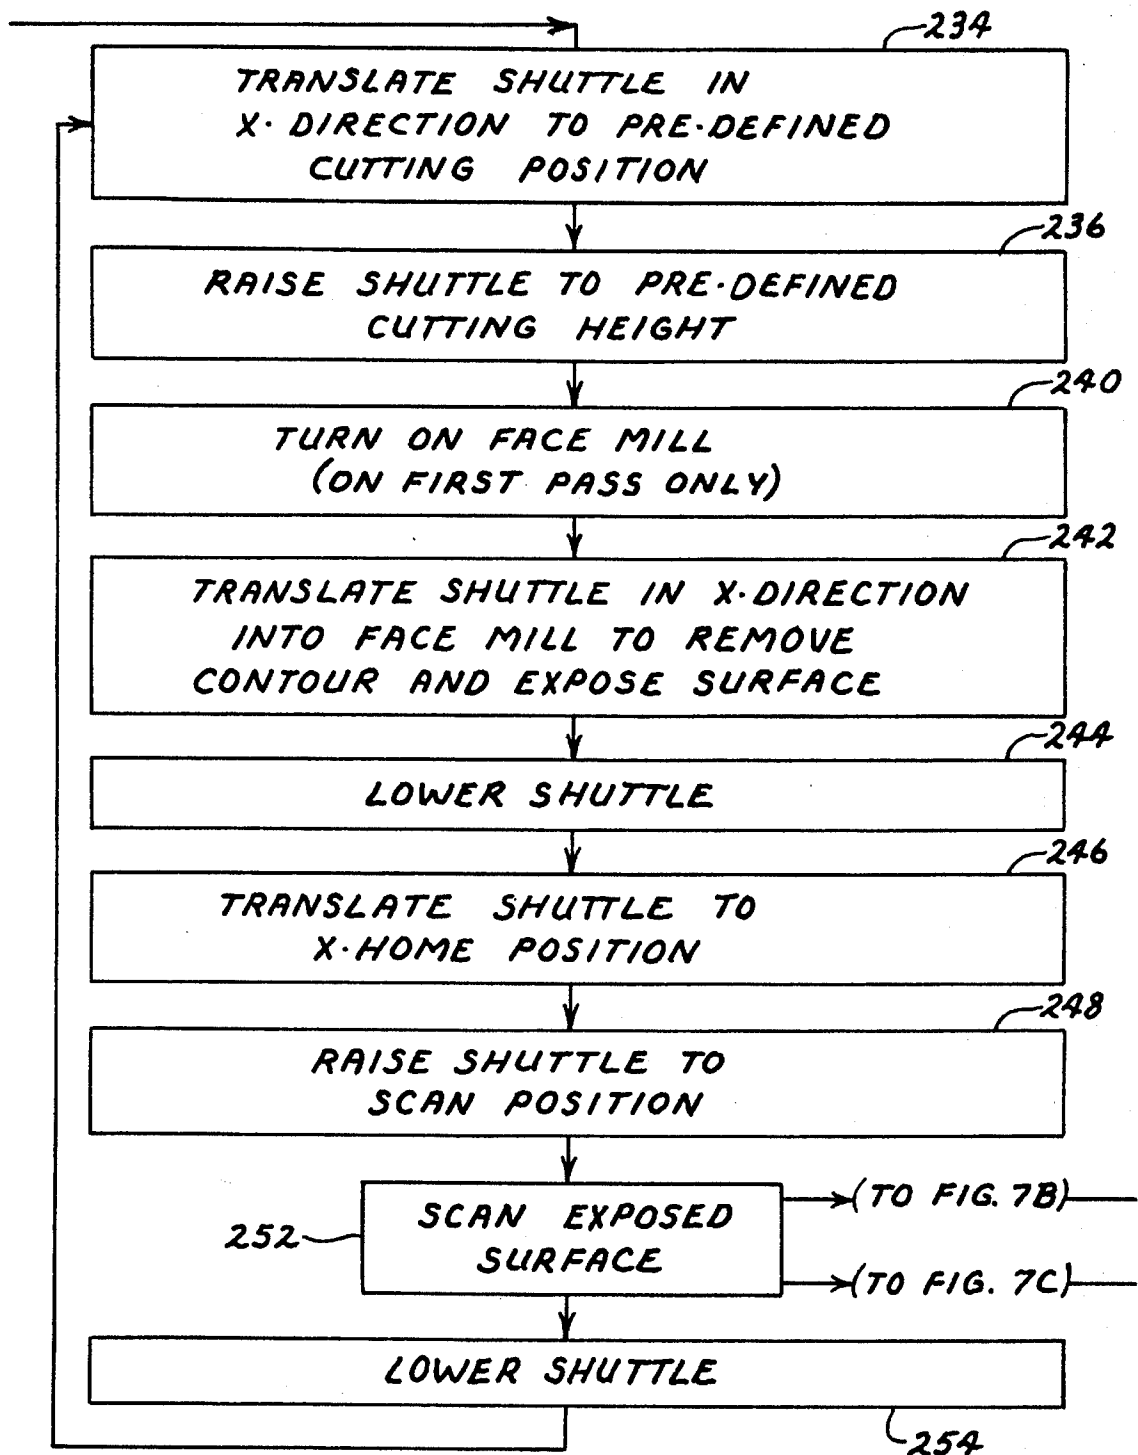 234
TRANSLATE SHUTTLE IN
X-DIRECTION TO PRE-DEFINED
CUTTING POSITION
236
RAISE SHUTTLE TO PRE-DEFINED
CUTTING HEIGHT
240
TURN ON FACE MILL
(ON FIRST PASS ONLY)
242
TRANSLATE SHUTTLE IN X-DIRECTION
INTO FACE MILL TO REMOVE
CONTOUR AND EXPOSE SURFACE
244
LOWER SHUTTLE
246
TRANSLATE SHUTTLE TO
X-HOME POSITION
248
RAISE SHUTTLE TO
SCAN POSITION
(TO FIG. 7B)
252
SCAN EXPOSED
SURFACE
(TO FIG. 7C)
LOWER SHUTTLE
254